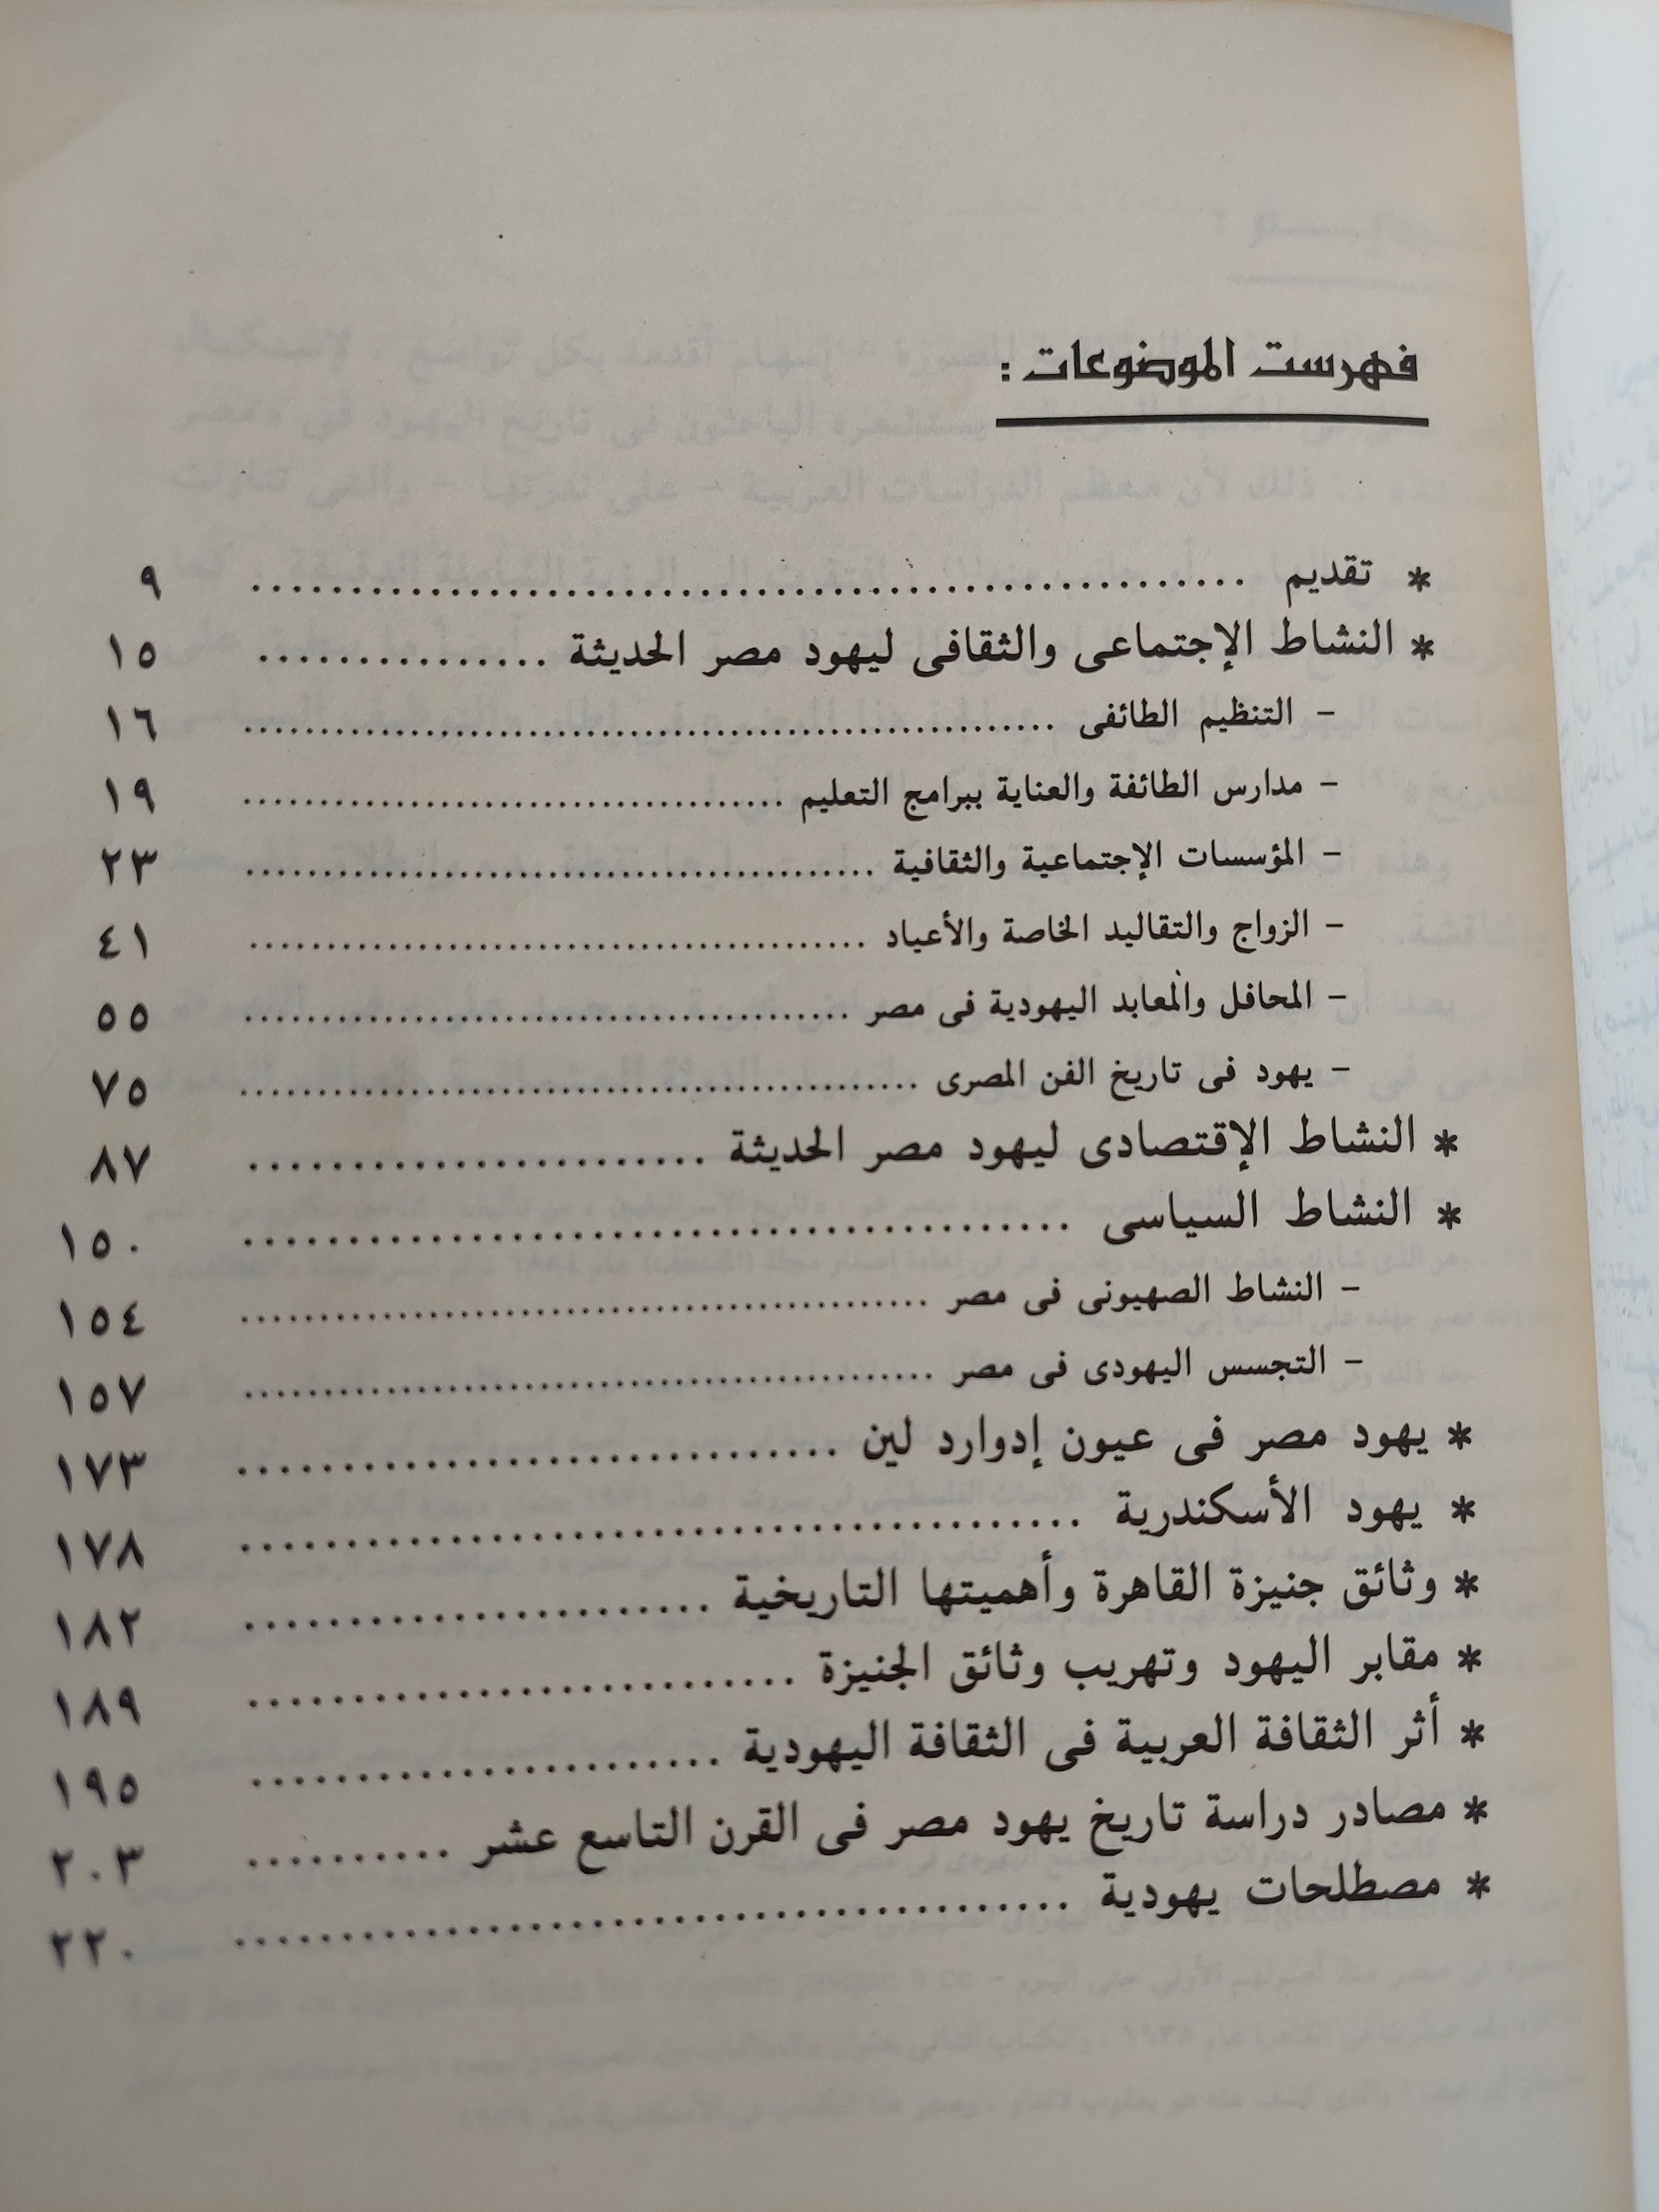 فهرست الموضوعات :
* تقديم .................................................. ٩
* النشاط الإجتماعى والثقافى ليهود مصر الحديثة ............... ١٥
- التنظيم الطائفى .................................................. ١٦
- مدارس الطائفة والعناية ببرامج التعليم ................................... ١٩
- المؤسسات الإجتماعية والثقافية ........................................ ٢٣
- الزواج والتقاليد الخاصة والأعياد ........................................ ٤١
- المحافل والمعابد اليهودية فى مصر ....................................... ٥٥
- يهود فى تاريخ الفن المصرى ............................................ ٧٥
* النشاط الإقتصادى ليهود مصر الحديثة ....................... ٨٧
* النشاط السياسى ........................................ ١٥٠
- النشاط الصهيونى فى مصر ............................................ ١٥٤
- التجسس اليهودى فى مصر ............................................ ١٥٧
* يهود مصر فى عيون إدوارد لين .............................. ١٧٣
* يهود الأسكندرية ........................................ ١٧٨
* وثائق جنيزة القاهرة وأهميتها التاريخية ....................... ١٨٢
* مقابر اليهود وتهريب وثائق الجنيزة .......................... ١٨٩
* أثر الثقافة العربية فى الثقافة اليهودية ....................... ١٩٥
* مصادر دراسة تاريخ يهود مصر فى القرن التاسع عشر .......... ٢٠٣
* مصطلحات يهودية ........................................ ٢٢٠